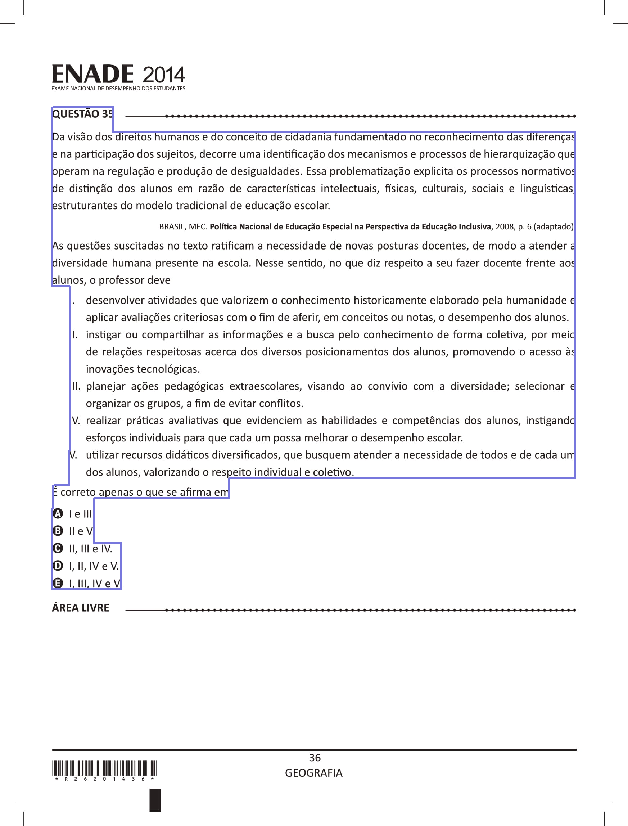 ENADE 2014
EXAME NACIONAL DE DESEMPENHO DOS ESTUDANTES
QUESTÃO 35
Da visão dos direitos humanos e do conceito de cidadania fundamentado no reconhecimento das diferenças
e na participação dos sujeitos, decorre uma identificação dos mecanismos e processos de hierarquização que
operam na regulação e produção de desigualdades. Essa problematização explicita os processos normativos
de distinção dos alunos em razão de características intelectuais, físicas, culturais, sociais e linguísticas,
estruturantes do modelo tradicional de educação escolar.
BRASIL, MEC. Política Nacional de Educação Especial na Perspectiva da Educação Inclusiva, 2008, p. 6 (adaptado).
As questões suscitadas no texto ratificam a necessidade de novas posturas docentes, de modo a atender a
diversidade humana presente na escola. Nesse sentido, no que diz respeito a seu fazer docente frente aos
alunos, o professor deve
I. desenvolver atividades que valorizem o conhecimento historicamente elaborado pela humanidade e
aplicar avaliações criteriosas com o fim de aferir, em conceitos ou notas, o desempenho dos alunos.
II. instigar ou compartilhar as informações e a busca pelo conhecimento de forma coletiva, por meio
de relações respeitosas acerca dos diversos posicionamentos dos alunos, promovendo o acesso às
inovações tecnológicas.
III. planejar ações pedagógicas extraescolares, visando ao convívio com a diversidade; selecionar e
organizar os grupos, a fim de evitar conflitos.
IV. realizar práticas avaliativas que evidenciem as habilidades e competências dos alunos, instigando
esforços individuais para que cada um possa melhorar o desempenho escolar.
V. utilizar recursos didáticos diversificados, que busquem atender a necessidade de todos e de cada um
dos alunos, valorizando o respeito individual e coletivo.
É correto apenas o que se afirma em
A I e III.
B II e V.
C II, III e IV.
D I, II, IV e V.
E I, III, IV e V.
ÁREA LIVRE
36
GEOGRAFIA
*R2620143​6*